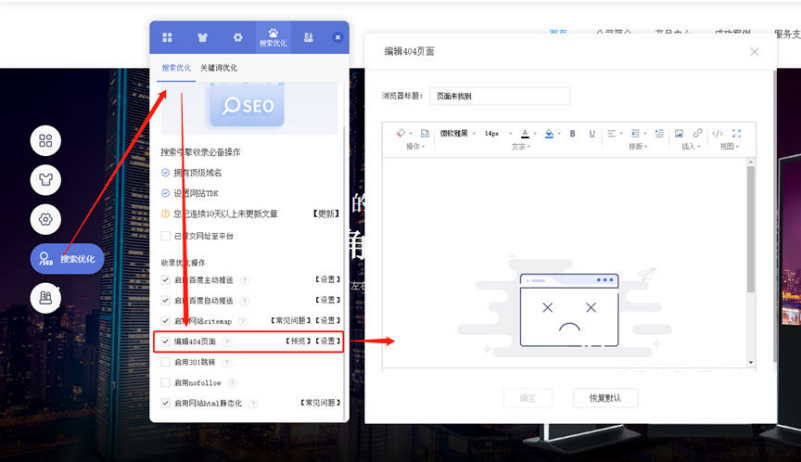 首页 公司简介 产品中心 成功案例 服务支
搜索优化
搜索优化 关键词优化
SEO
搜索引擎收录必备操作
拥有顶级域名
设置网站TDK
您已连续10天以上未更新文章 【更新】
已提交网址至平台
收录优化操作
启用百度主动推送 ? 【设置】
启用百度自动推送 ? 【设置】
启用网站sitemap ? 【常见问题】【设置】
编辑404页面 ? 【预览】【设置】
启用301跳转 ?
启用nofollow ?
启用网站html静态化 ? 【常见问题】
SEO 搜索优化
的
角
左右
编辑404页面
浏览器标题： 页面未找到
微软雅黑 14px A B U
操作 文字 排版 插入 视图
确定 恢复默认